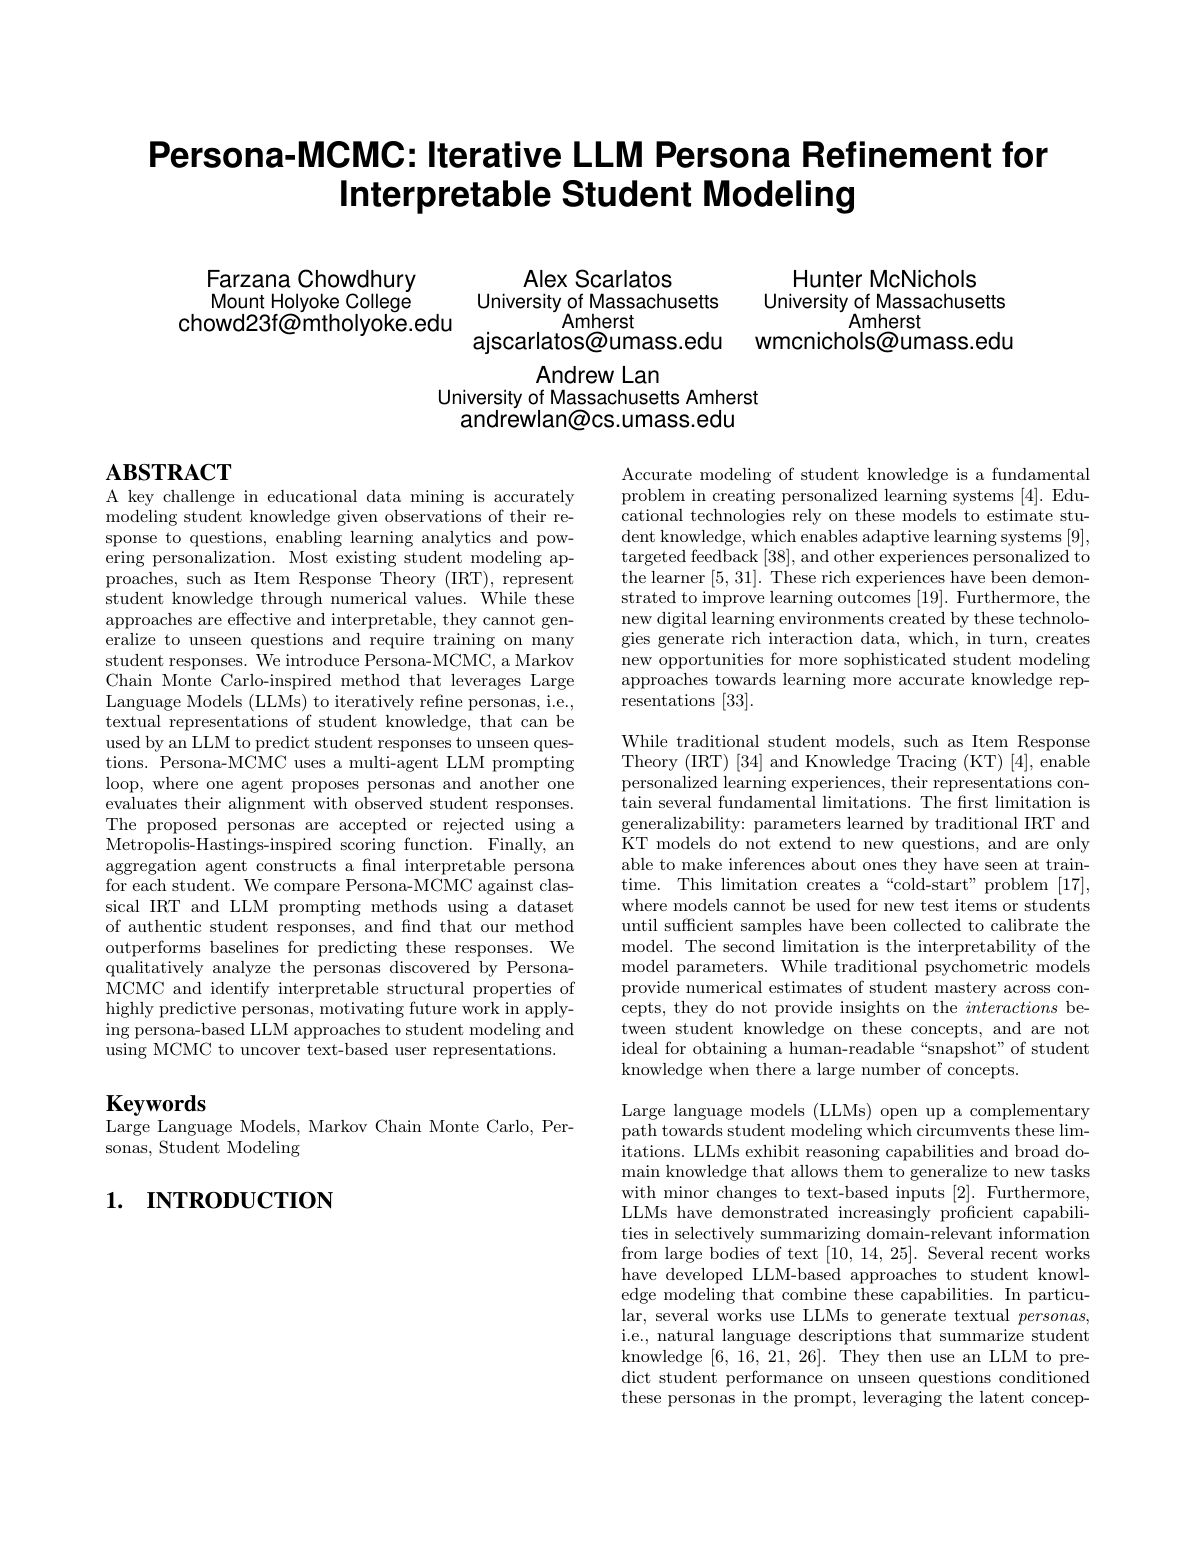 Persona-MCMC: Iterative LLM Persona Refinement for
Interpretable Student Modeling
Farzana Chowdhury
Mount Holyoke College
chowd23f@mtholyoke.edu
Alex Scarlatos
University of Massachusetts
Amherst
ajscarlatos@umass.edu
Hunter McNichols
University of Massachusetts
Amherst
wmcnichols@umass.edu
Andrew Lan
University of Massachusetts Amherst
andrewlan@cs.umass.edu
ABSTRACT
A key challenge in educational data mining is accurately
modeling student knowledge given observations of their re-
sponse to questions, enabling learning analytics and pow-
ering personalization. Most existing student modeling ap-
proaches, such as Item Response Theory (IRT), represent
student knowledge through numerical values. While these
approaches are effective and interpretable, they cannot gen-
eralize to unseen questions and require training on many
student responses. We introduce Persona-MCMC, a Markov
Chain Monte Carlo-inspired method that leverages Large
Language Models (LLMs) to iteratively refine personas, i.e.,
textual representations of student knowledge, that can be
used by an LLM to predict student responses to unseen ques-
tions. Persona-MCMC uses a multi-agent LLM prompting
loop, where one agent proposes personas and another one
evaluates their alignment with observed student responses.
The proposed personas are accepted or rejected using a
Metropolis-Hastings-inspired scoring function. Finally, an
aggregation agent constructs a final interpretable persona
for each student. We compare Persona-MCMC against clas-
sical IRT and LLM prompting methods using a dataset
of authentic student responses, and find that our method
outperforms baselines for predicting these responses. We
qualitatively analyze the personas discovered by Persona-
MCMC and identify interpretable structural properties of
highly predictive personas, motivating future work in apply-
ing persona-based LLM approaches to student modeling and
using MCMC to uncover text-based user representations.
Keywords
Large Language Models, Markov Chain Monte Carlo, Per-
sonas, Student Modeling
1. INTRODUCTION
Accurate modeling of student knowledge is a fundamental
problem in creating personalized learning systems [4]. Edu-
cational technologies rely on these models to estimate stu-
dent knowledge, which enables adaptive learning systems [9],
targeted feedback [38], and other experiences personalized to
the learner [5, 31]. These rich experiences have been demon-
strated to improve learning outcomes [19]. Furthermore, the
new digital learning environments created by these technolo-
gies generate rich interaction data, which, in turn, creates
new opportunities for more sophisticated student modeling
approaches towards learning more accurate knowledge rep-
resentations [33].
While traditional student models, such as Item Response
Theory (IRT) [34] and Knowledge Tracing (KT) [4], enable
personalized learning experiences, their representations con-
tain several fundamental limitations. The first limitation is
generalizability: parameters learned by traditional IRT and
KT models do not extend to new questions, and are only
able to make inferences about ones they have seen at train-
time. This limitation creates a “cold-start” problem [17],
where models cannot be used for new test items or students
until sufficient samples have been collected to calibrate the
model. The second limitation is the interpretability of the
model parameters. While traditional psychometric models
provide numerical estimates of student mastery across con-
cepts, they do not provide insights on the interactions be-
tween student knowledge on these concepts, and are not
ideal for obtaining a human-readable “snapshot” of student
knowledge when there a large number of concepts.
Large language models (LLMs) open up a complementary
path towards student modeling which circumvents these lim-
itations. LLMs exhibit reasoning capabilities and broad do-
main knowledge that allows them to generalize to new tasks
with minor changes to text-based inputs [2]. Furthermore,
LLMs have demonstrated increasingly proficient capabili-
ties in selectively summarizing domain-relevant information
from large bodies of text [10, 14, 25]. Several recent works
have developed LLM-based approaches to student knowl-
edge modeling that combine these capabilities. In particu-
lar, several works use LLMs to generate textual personas,
i.e., natural language descriptions that summarize student
knowledge [6, 16, 21, 26]. They then use an LLM to pre-
dict student performance on unseen questions conditioned
these personas in the prompt, leveraging the latent concep-